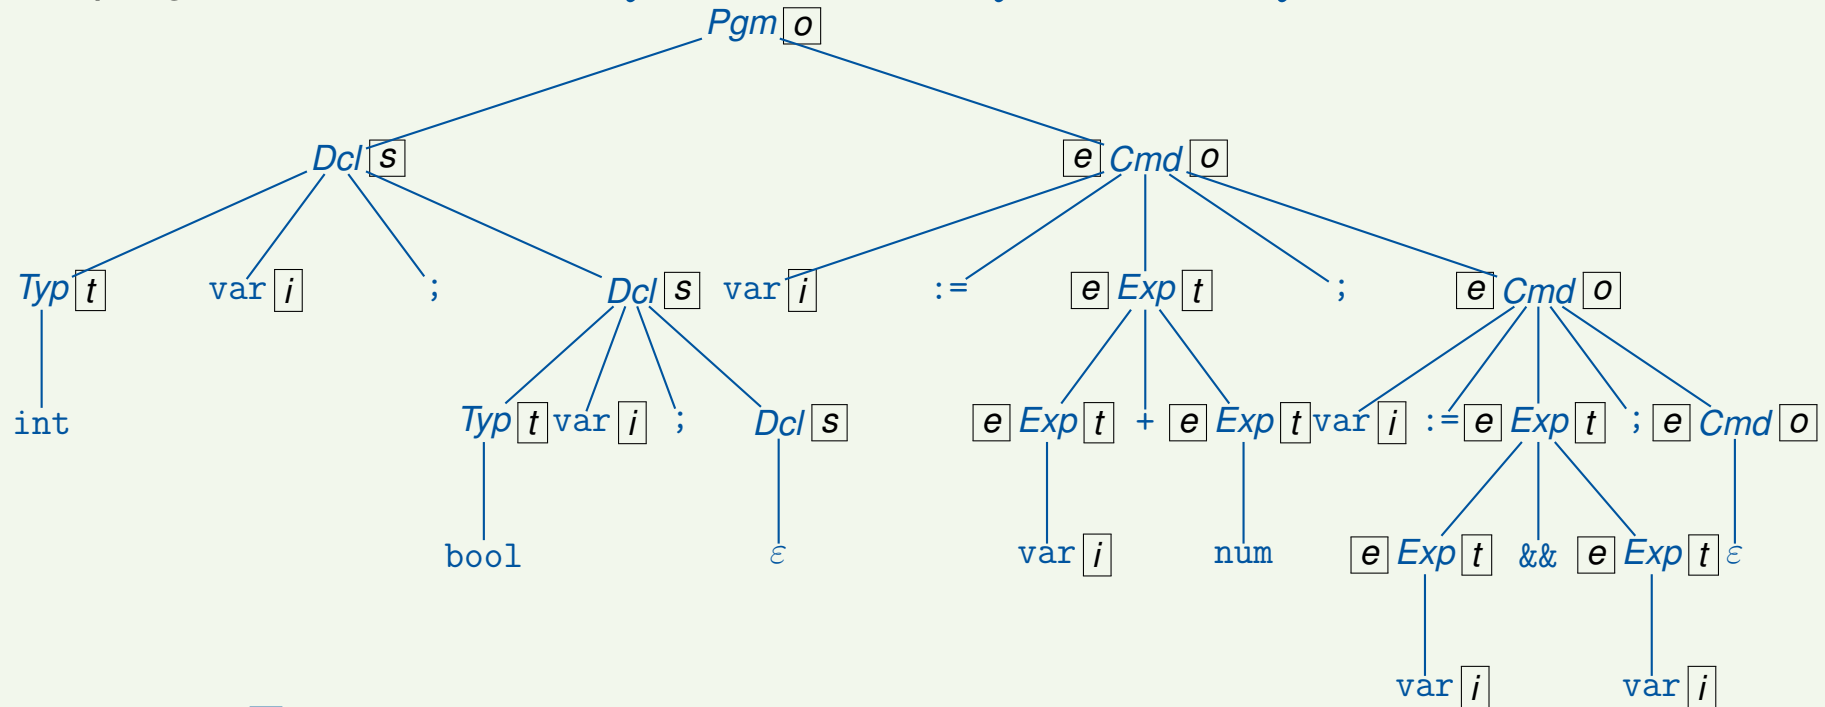 Pgm o
Dcl s e Cmd o
Typ t var i ; Dcl s var i := e Exp t ; e Cmd o
int Typ t var i ; Dcl s e Exp t + e Exp t var i := e Exp t ; e Cmd o
bool ε var i num e Exp t && e Exp t ε
var i var i